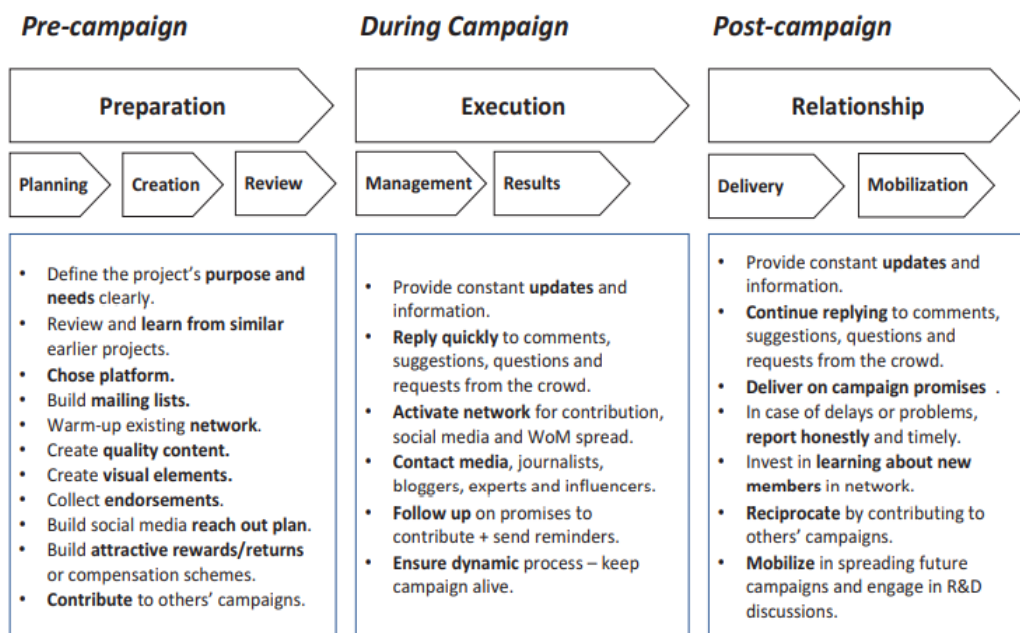 Pre-campaign
During Campaign
Post-campaign
Preparation
Execution
Relationship
Planning
Creation
Review
Management
Results
Delivery
Mobilization
• Define the project's purpose and
needs clearly.
• Review and learn from similar
earlier projects.
• Chose platform.
• Build mailing lists.
• Warm-up existing network.
• Create quality content.
• Create visual elements.
• Collect endorsements.
• Build social media reach out plan.
• Build attractive rewards/returns
or compensation schemes.
• Contribute to others' campaigns.
• Provide constant updates and
information.
• Reply quickly to comments,
suggestions, questions and
requests from the crowd.
• Activate network for contribution,
social media and WoM spread.
• Contact media, journalists,
bloggers, experts and influencers.
• Follow up on promises to
contribute + send reminders.
• Ensure dynamic process – keep
campaign alive.
• Provide constant updates and
information.
• Continue replying to comments,
suggestions, questions and
requests from the crowd.
• Deliver on campaign promises .
• In case of delays or problems,
report honestly and timely.
• Invest in learning about new
members in network.
• Reciprocate by contributing to
others' campaigns.
• Mobilize in spreading future
campaigns and engage in R&D
discussions.